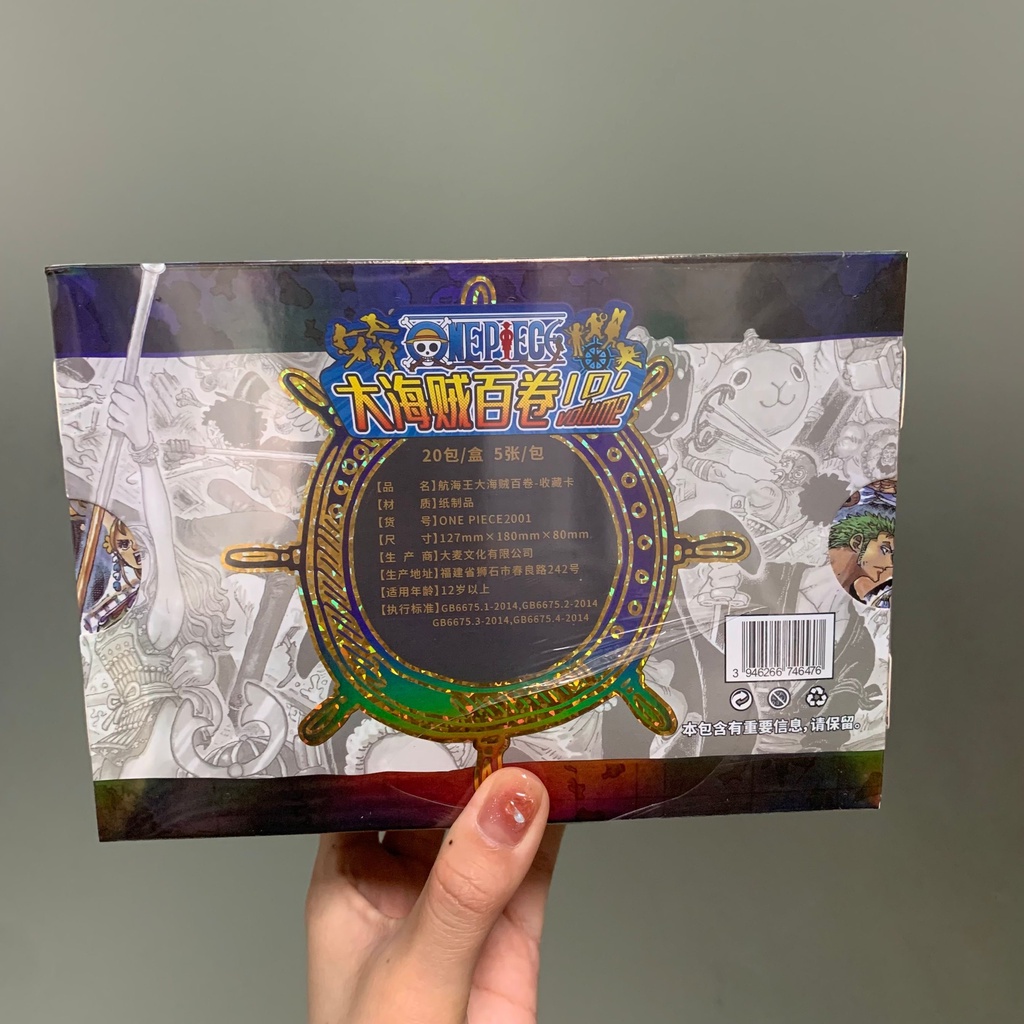 ONE PIECE
大海贼百卷 101 volume
20包/盒 5张/包
【品 名】航海王大海贼百卷-收藏卡
【材 质】纸制品
【货 号】ONE PIECE2001
【尺 寸】127mm×180mm×80mm
【生 产 商】大麦文化有限公司
【生产地址】福建省狮石市春良路242号
【适用年龄】12岁以上
【执行标准】GB6675.1-2014,GB6675.2-2014
GB6675.3-2014,GB6675.4-2014
3 946266 746476
本包含有重要信息,请保留。